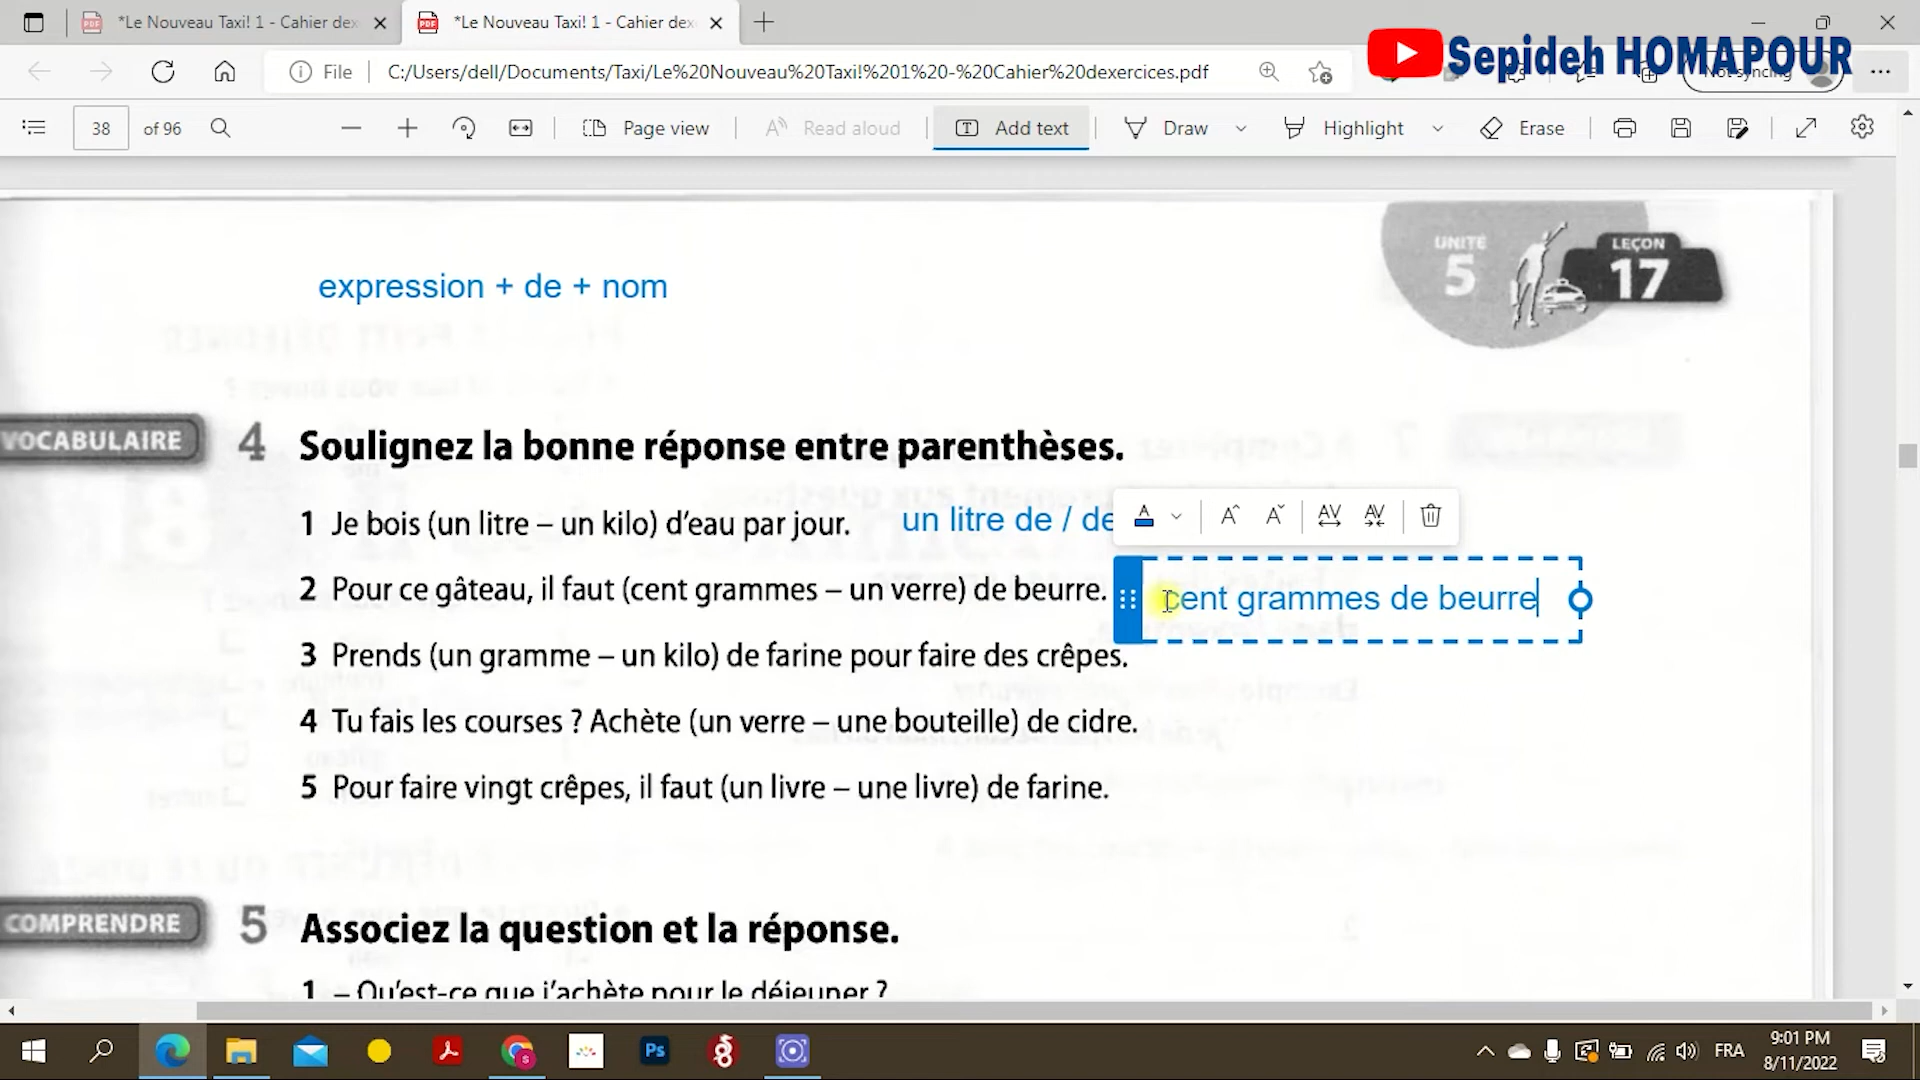 *Le Nouveau Taxi! 1 - Cahier dex
*Le Nouveau Taxi! 1 - Cahier dex
Sepideh HOMAPOUR
File
C:/Users/dell/Documents/Taxi/Le%20Nouveau%20Taxi!%201%20-%20Cahier%20dexercices.pdf
Not syncing
38 of 96
Page view
Read aloud
Add text
Draw
Highlight
Erase
UNITÉ
5
LEÇON
17
expression + de + nom
VOCABULAIRE
4 Soulignez la bonne réponse entre parenthèses.
1 Je bois (un litre – un kilo) d'eau par jour.
un litre de / de
2 Pour ce gâteau, il faut (cent grammes – un verre) de beurre.
cent grammes de beurre
3 Prends (un gramme – un kilo) de farine pour faire des crêpes.
4 Tu fais les courses ? Achète (un verre – une bouteille) de cidre.
5 Pour faire vingt crêpes, il faut (un livre – une livre) de farine.
COMPRENDRE
5 Associez la question et la réponse.
1 – Qu'est-ce que j'achète pour le déjeuner ?
Ps
FRA
9:01 PM
8/11/2022